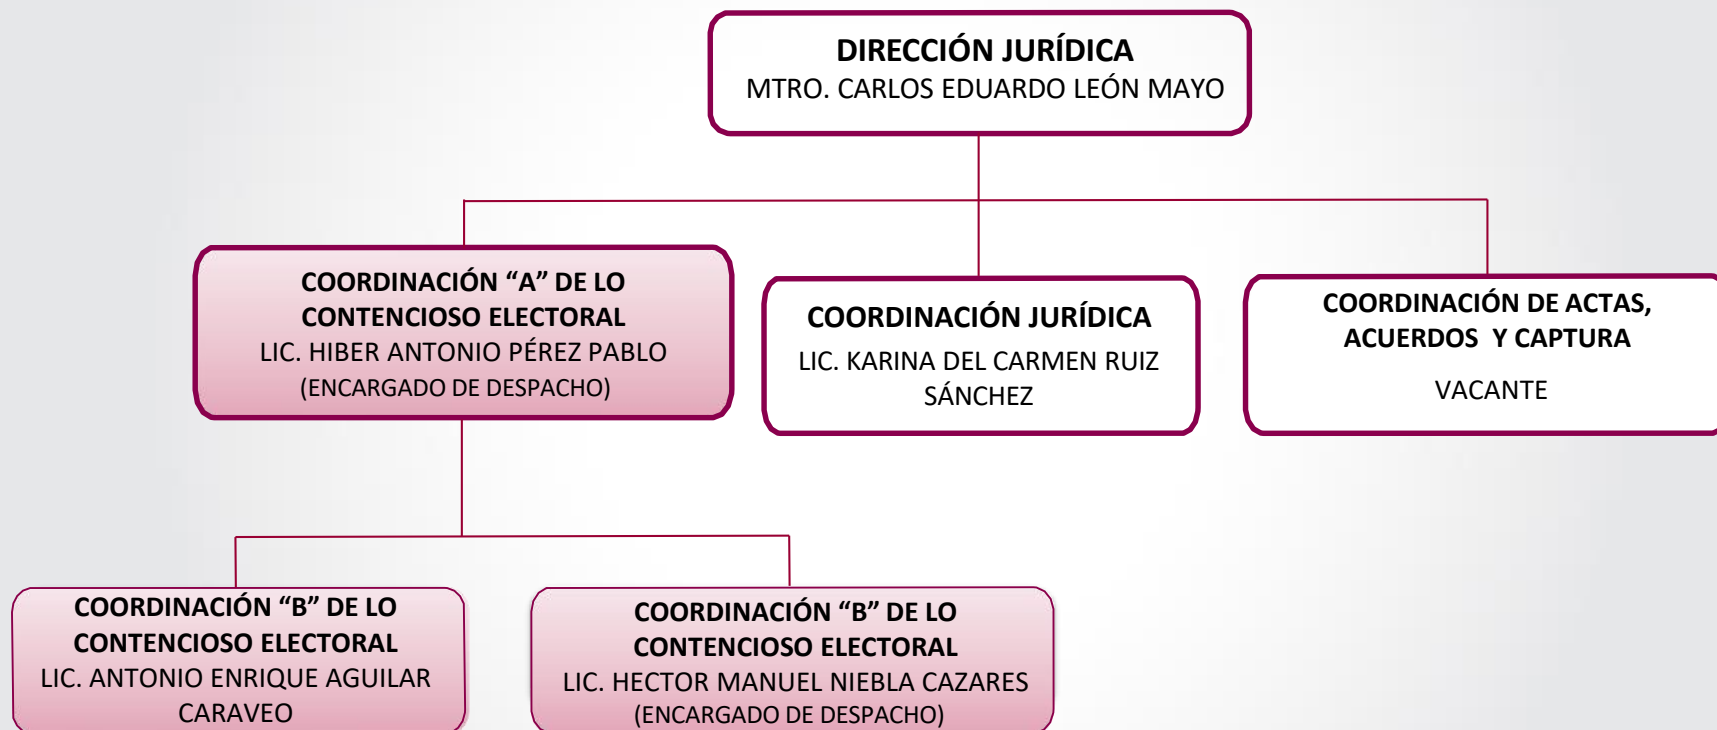 DIRECCIÓN JURÍDICA
MTRO. CARLOS EDUARDO LEÓN MAYO
COORDINACIÓN “A” DE LO
CONTENCIOSO ELECTORAL
LIC. HIBER ANTONIO PÉREZ PABLO
(ENCARGADO DE DESPACHO)
COORDINACIÓN JURÍDICA
LIC. KARINA DEL CARMEN RUIZ
SÁNCHEZ
COORDINACIÓN DE ACTAS,
ACUERDOS Y CAPTURA
VACANTE
COORDINACIÓN “B” DE LO
CONTENCIOSO ELECTORAL
LIC. ANTONIO ENRIQUE AGUILAR
CARAVEO
COORDINACIÓN “B” DE LO
CONTENCIOSO ELECTORAL
LIC. HECTOR MANUEL NIEBLA CAZARES
(ENCARGADO DE DESPACHO)